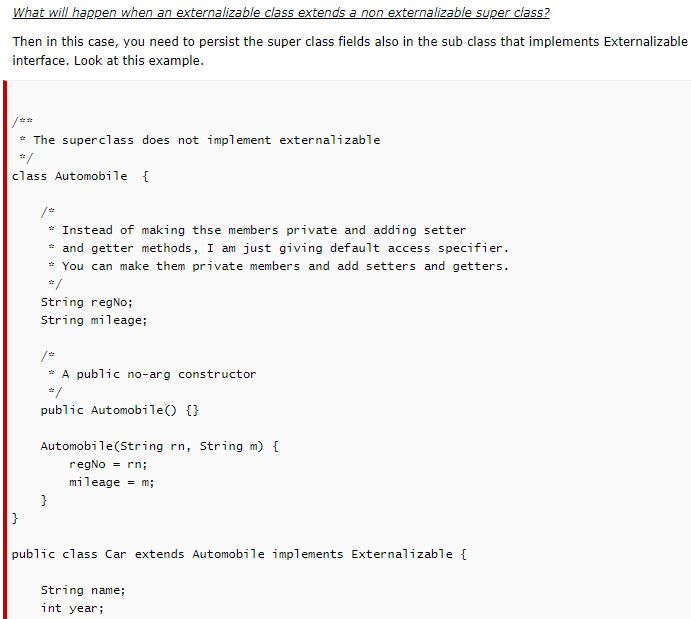 What will happen when an externalizable class extends a non externalizable super class?
Then in this case, you need to persist the super class fields also in the sub class that implements Externalizable
interface. Look at this example.
/**
 * The superclass does not implement externalizable
 */
class Automobile  {
    /*
     * Instead of making thse members private and adding setter
     * and getter methods, I am just giving default access specifier.
     * You can make them private members and add setters and getters.
     */
    String regNo;
    String mileage;
    /*
     * A public no-arg constructor
     */
    public Automobile() {}
    Automobile(String rn, String m) {
        regNo = rn;
        mileage = m;
    }
}
public class Car extends Automobile implements Externalizable {
    String name;
    int year;